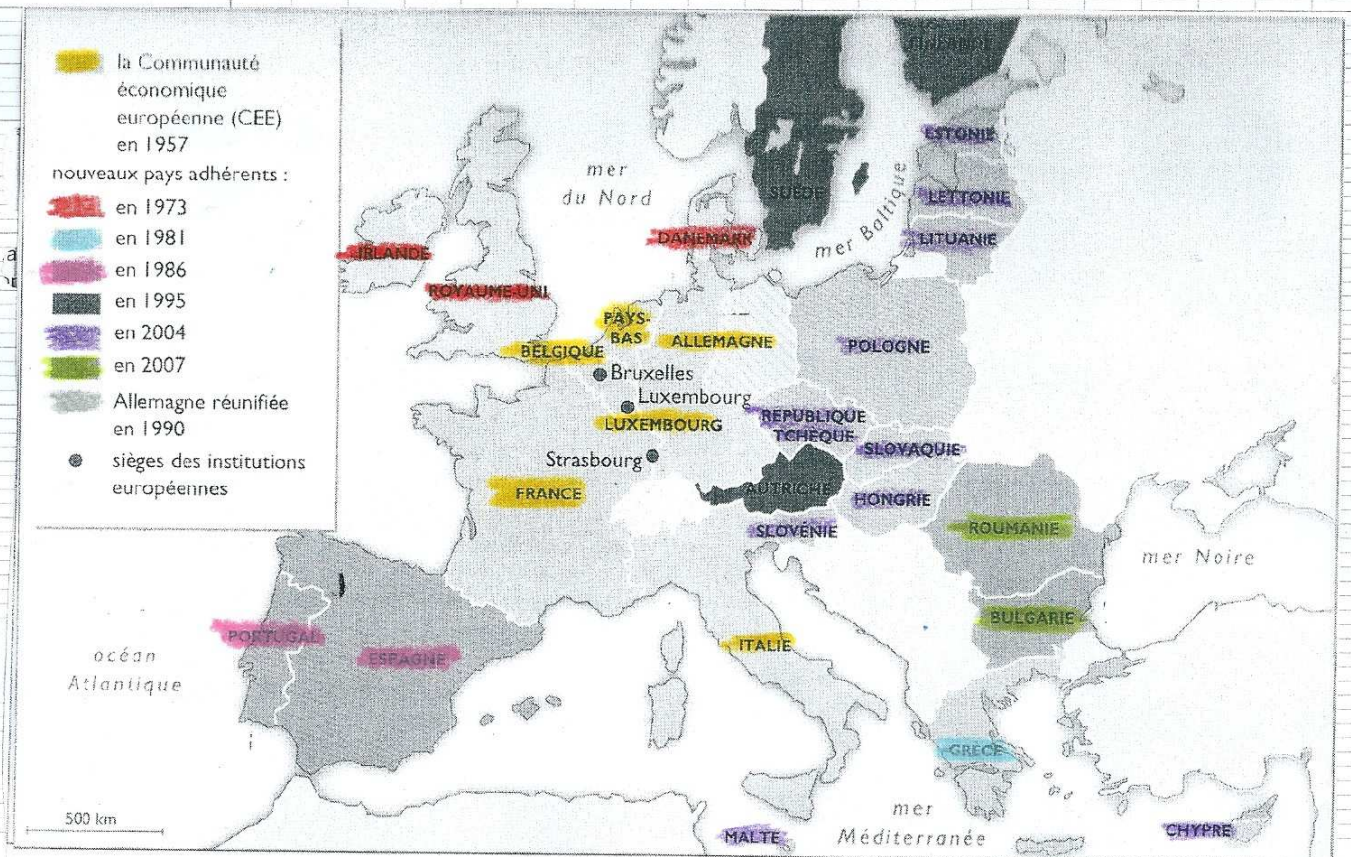 la Communauté
économique
européenne (CEE)
en 1957
nouveaux pays adhérents :
en 1973
en 1981
en 1986
en 1995
en 2004
en 2007
Allemagne réunifiée
en 1990
sièges des institutions
européennes
FINLANDE
ESTONIE
mer
du Nord
SUÈDE
mer Baltique
LETTONIE
LITUANIE
DANEMARK
IRLANDE
ROYAUME-UNI
PAYS-
BAS
BELGIQUE
ALLEMAGNE
POLOGNE
Bruxelles
Luxembourg
LUXEMBOURG
RÉPUBLIQUE
TCHÈQUE
SLOVAQUIE
Strasbourg
FRANCE
AUTRICHE
HONGRIE
SLOVÉNIE
ROUMANIE
mer Noire
BULGARIE
PORTUGAL
ESPAGNE
ITALIE
océan
Atlantique
GRÈCE
500 km
MALTE
mer
Méditerranée
CHYPRE